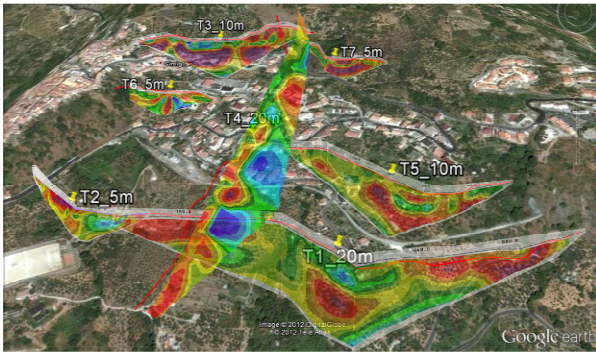 T3_10m
T7_5m
T6_5m
T4_20m
T5_10m
T2_5m
T1_20m
Image © 2012 DigitalGlobe
© 2012 Tele Atlas
Google earth